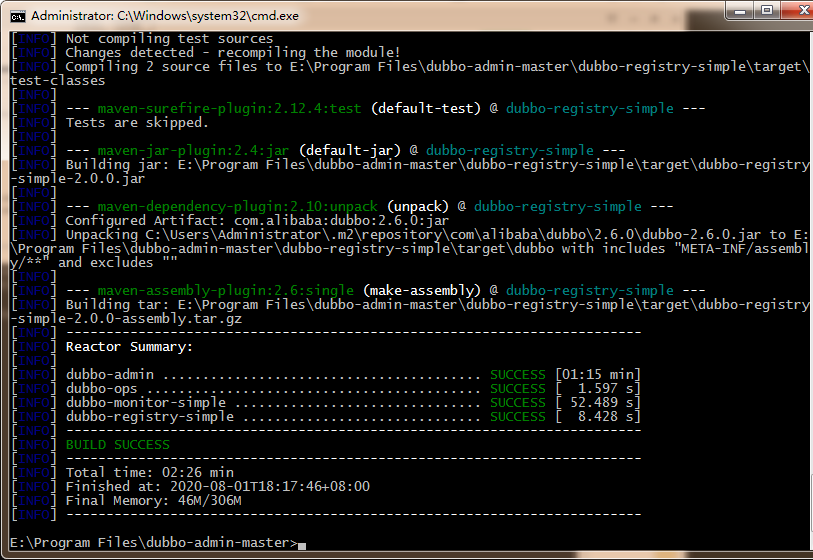 Administrator: C:\Windows\system32\cmd.exe
[INFO] Not compiling test sources
[INFO] Changes detected - recompiling the module!
[INFO] Compiling 2 source files to E:\Program Files\dubbo-admin-master\dubbo-registry-simple\target\
test-classes
[INFO]
[INFO] --- maven-surefire-plugin:2.12.4:test (default-test) @ dubbo-registry-simple ---
[INFO] Tests are skipped.
[INFO]
[INFO] --- maven-jar-plugin:2.4:jar (default-jar) @ dubbo-registry-simple ---
[INFO] Building jar: E:\Program Files\dubbo-admin-master\dubbo-registry-simple\target\dubbo-registry
-simple-2.0.0.jar
[INFO]
[INFO] --- maven-dependency-plugin:2.10:unpack (unpack) @ dubbo-registry-simple ---
[INFO] Configured Artifact: com.alibaba:dubbo:2.6.0:jar
[INFO] Unpacking C:\Users\Administrator\.m2\repository\com\alibaba\dubbo\2.6.0\dubbo-2.6.0.jar to E:
\Program Files\dubbo-admin-master\dubbo-registry-simple\target\dubbo with includes "META-INF/assembl
y/**" and excludes ""
[INFO]
[INFO] --- maven-assembly-plugin:2.6:single (make-assembly) @ dubbo-registry-simple ---
[INFO] Building tar: E:\Program Files\dubbo-admin-master\dubbo-registry-simple\target\dubbo-registry
-simple-2.0.0-assembly.tar.gz
[INFO] ------------------------------------------------------------------------
[INFO] Reactor Summary:
[INFO]
[INFO] dubbo-admin ........................................ SUCCESS [01:15 min]
[INFO] dubbo-ops .......................................... SUCCESS [  1.597 s]
[INFO] dubbo-monitor-simple ............................... SUCCESS [ 52.489 s]
[INFO] dubbo-registry-simple .............................. SUCCESS [  8.428 s]
[INFO] ------------------------------------------------------------------------
[INFO] BUILD SUCCESS
[INFO] ------------------------------------------------------------------------
[INFO] Total time: 02:26 min
[INFO] Finished at: 2020-08-01T18:17:46+08:00
[INFO] Final Memory: 46M/306M
[INFO] ------------------------------------------------------------------------
E:\Program Files\dubbo-admin-master>